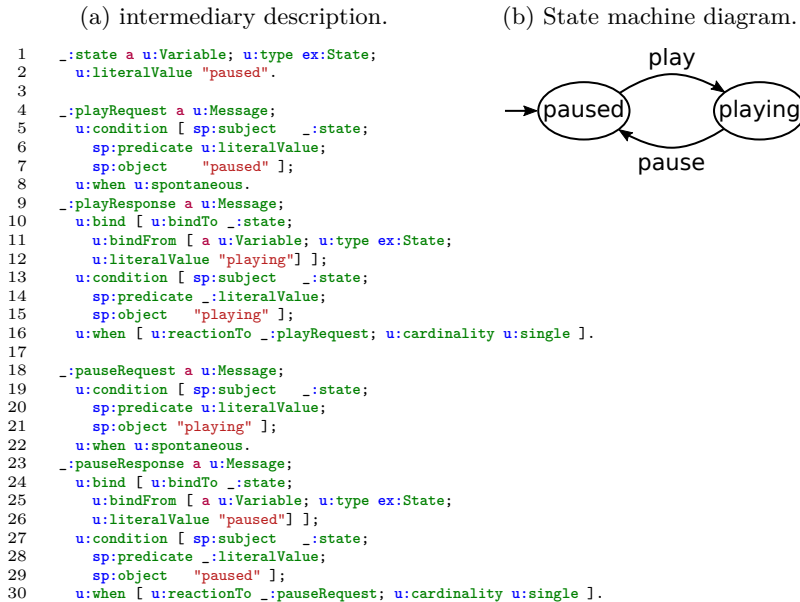 (a) intermediary description.
(b) State machine diagram.
1 _:state a u:Variable; u:type ex:State;
2 u:literalValue "paused".
3
4 _:playRequest a u:Message;
5 u:condition [ sp:subject _:state;
6 sp:predicate u:literalValue;
7 sp:object "paused" ];
8 u:when u:spontaneous.
9 _:playResponse a u:Message;
10 u:bind [ u:bindTo _:state;
11 u:bindFrom [ a u:Variable; u:type ex:State;
12 u:literalValue "playing"] ];
13 u:condition [ sp:subject _:state;
14 sp:predicate _:literalValue;
15 sp:object "playing" ];
16 u:when [ u:reactionTo _:playRequest; u:cardinality u:single ].
17
18 _:pauseRequest a u:Message;
19 u:condition [ sp:subject _:state;
20 sp:predicate u:literalValue;
21 sp:object "playing" ];
22 u:when u:spontaneous.
23 _:pauseResponse a u:Message;
24 u:bind [ u:bindTo _:state;
25 u:bindFrom [ a u:Variable; u:type ex:State;
26 u:literalValue "paused"] ];
27 u:condition [ sp:subject _:state;
28 sp:predicate _:literalValue;
29 sp:object "paused" ];
30 u:when [ u:reactionTo _:pauseRequest; u:cardinality u:single ].
play
paused
playing
pause